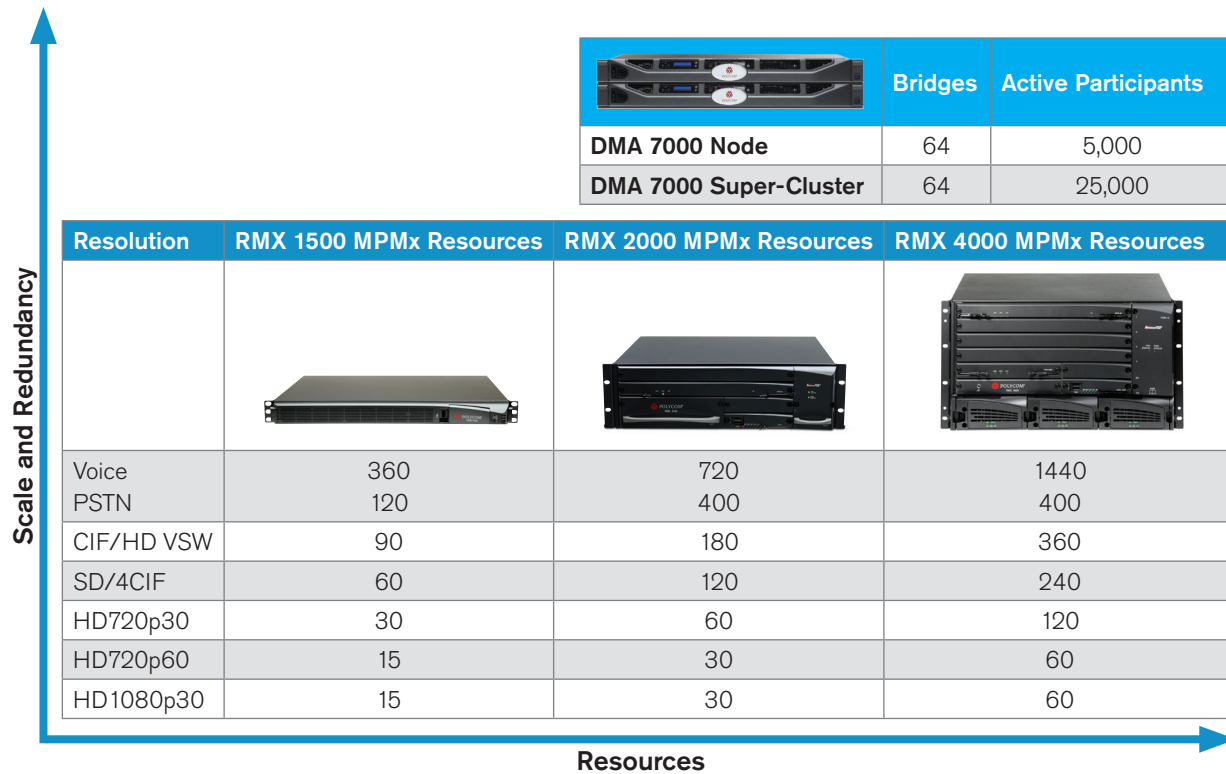 Bridges Active Participants
DMA 7000 Node 64 5,000
DMA 7000 Super-Cluster 64 25,000
Resolution RMX 1500 MPMx Resources RMX 2000 MPMx Resources RMX 4000 MPMx Resources
POLYCOM
POLYCOM
Voice 360 720 1440
PSTN 120 400 400
CIF/HD VSW 90 180 360
SD/4CIF 60 120 240
HD720p30 30 60 120
HD720p60 15 30 60
HD1080p30 15 30 60
Scale and Redundancy
Resources